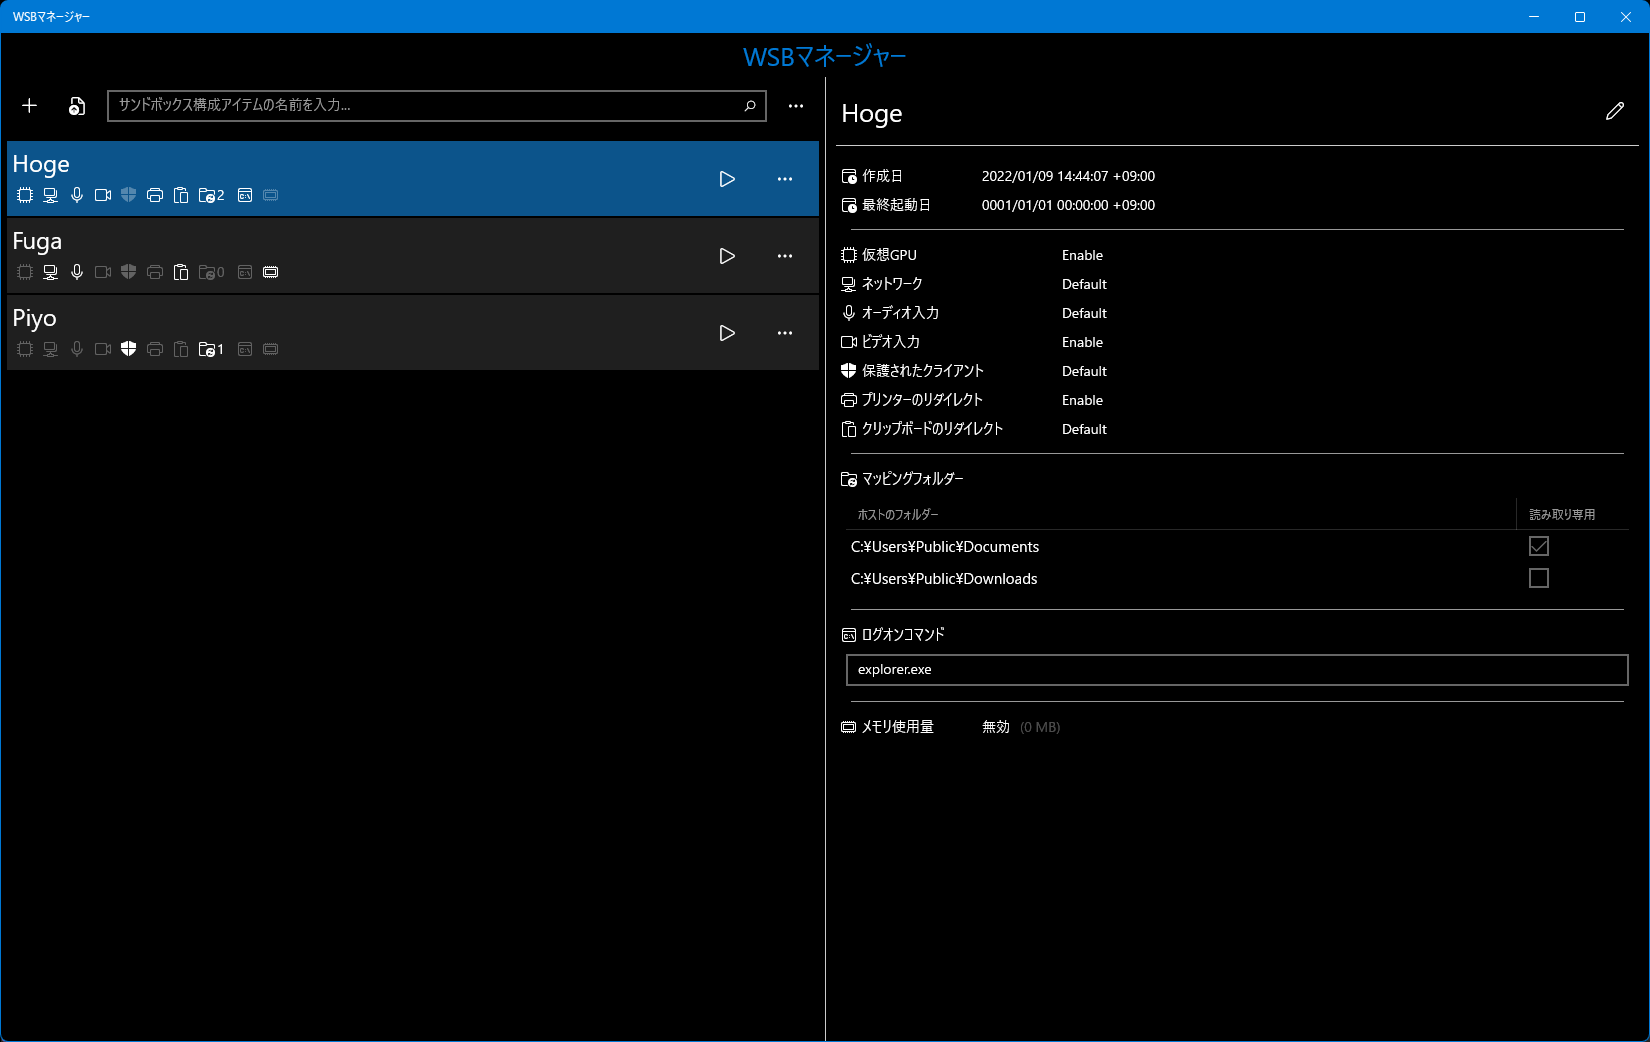 WSBマネージャー
WSBマネージャー
サンドボックス構成アイテムの名前を入力...
Hoge
2
Fuga
0
Piyo
1
Hoge
作成日 2022/01/09 14:44:07 +09:00
最終起動日 0001/01/01 00:00:00 +09:00
仮想GPU Enable
ネットワーク Default
オーディオ入力 Default
ビデオ入力 Enable
保護されたクライアント Default
プリンターのリダイレクト Enable
クリップボードのリダイレクト Default
マッピングフォルダー
ホストのフォルダー 読み取り専用
C:¥Users¥Public¥Documents
C:¥Users¥Public¥Downloads
ログオンコマンド
explorer.exe
メモリ使用量 無効 (0 MB)